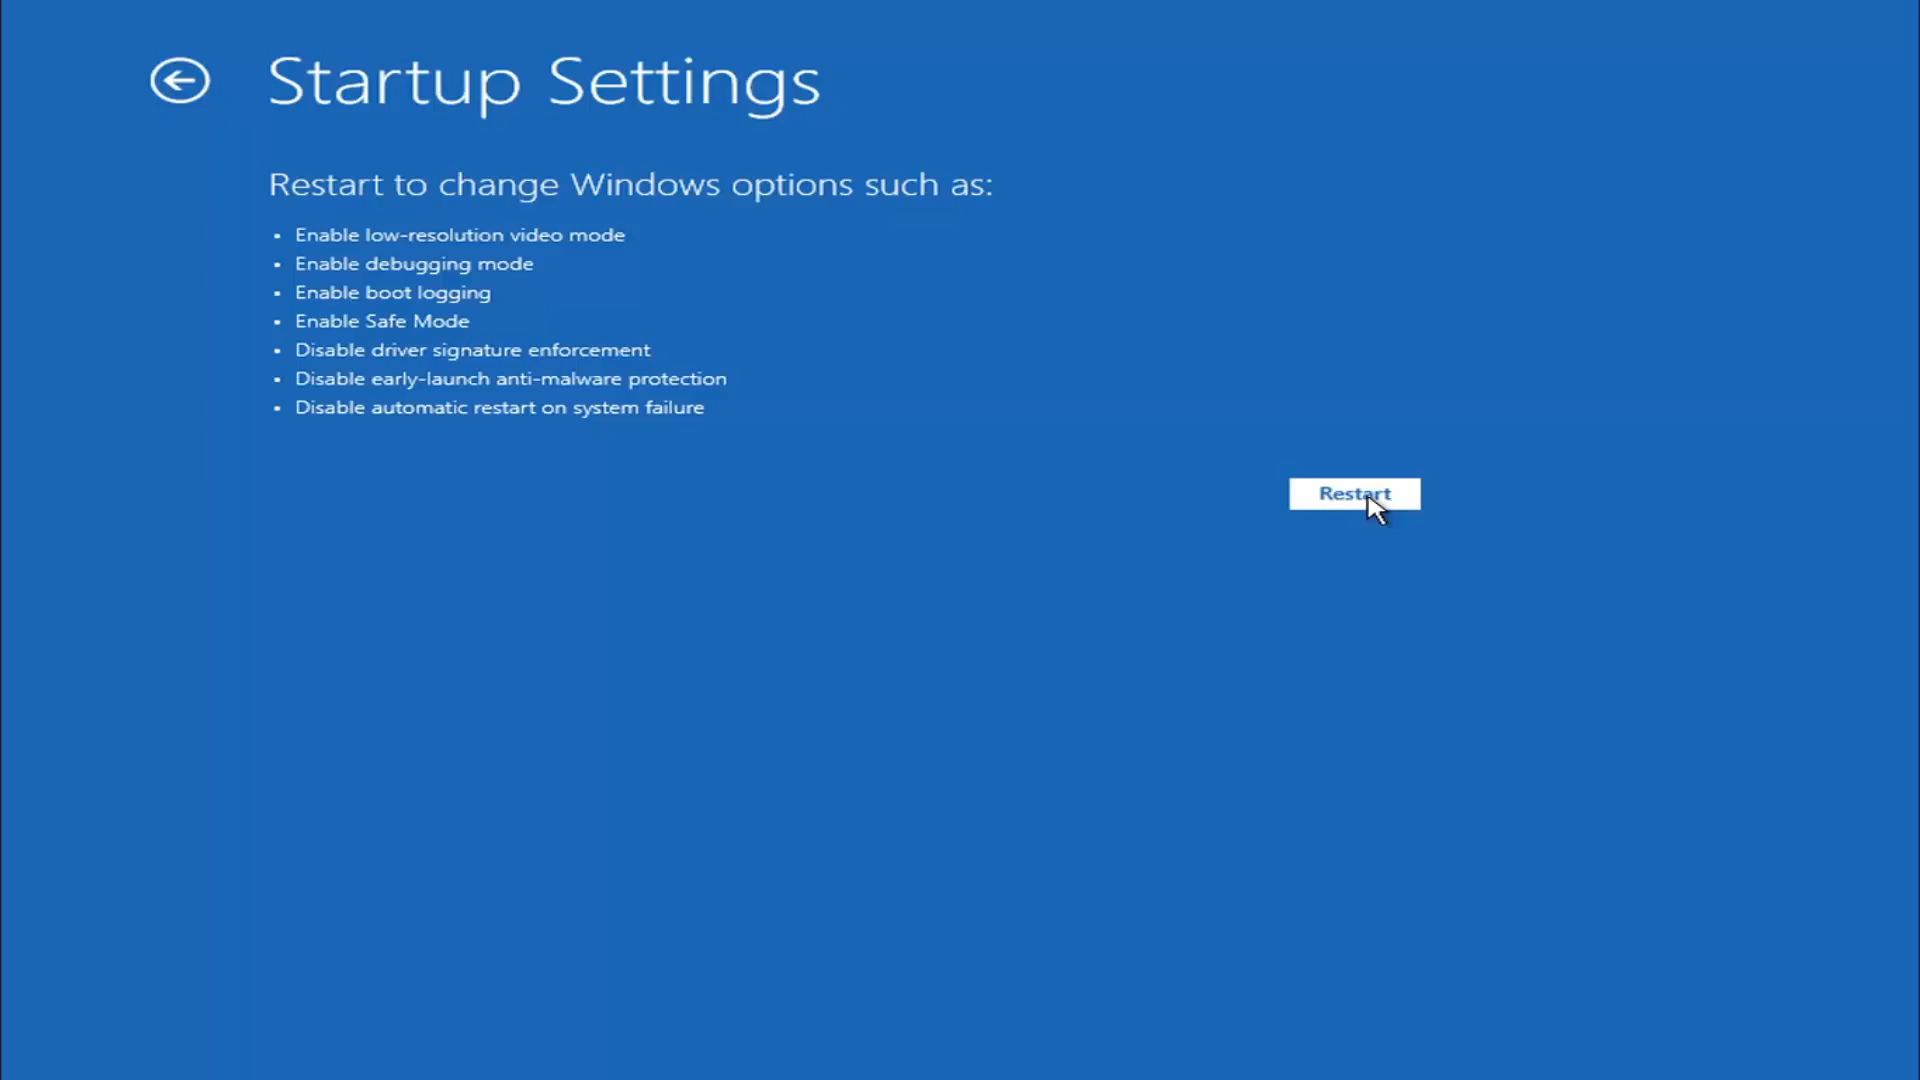 Startup Settings
Restart to change Windows options such as:
• Enable low-resolution video mode
• Enable debugging mode
• Enable boot logging
• Enable Safe Mode
• Disable driver signature enforcement
• Disable early-launch anti-malware protection
• Disable automatic restart on system failure
Restart